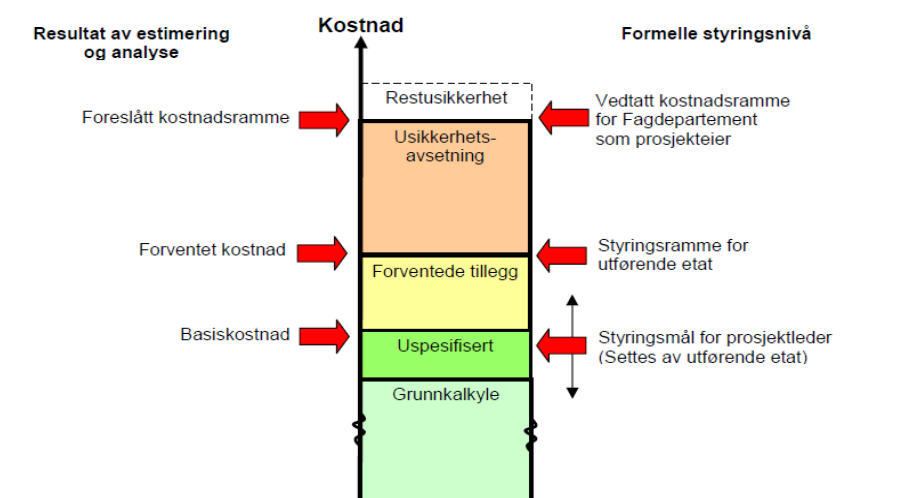 Resultat av estimering
og analyse
Kostnad
Formelle styringsnivå
Restusikkerhet
Foreslått kostnadsramme
Vedtatt kostnadsramme
for Fagdepartement
som prosjekteier
Usikkerhets-
avsetning
Forventet kostnad
Styringsramme for
utførende etat
Forventede tillegg
Basiskostnad
Uspesifisert
Styringsmål for prosjektleder
(Settes av utførende etat)
Grunnkalkyle